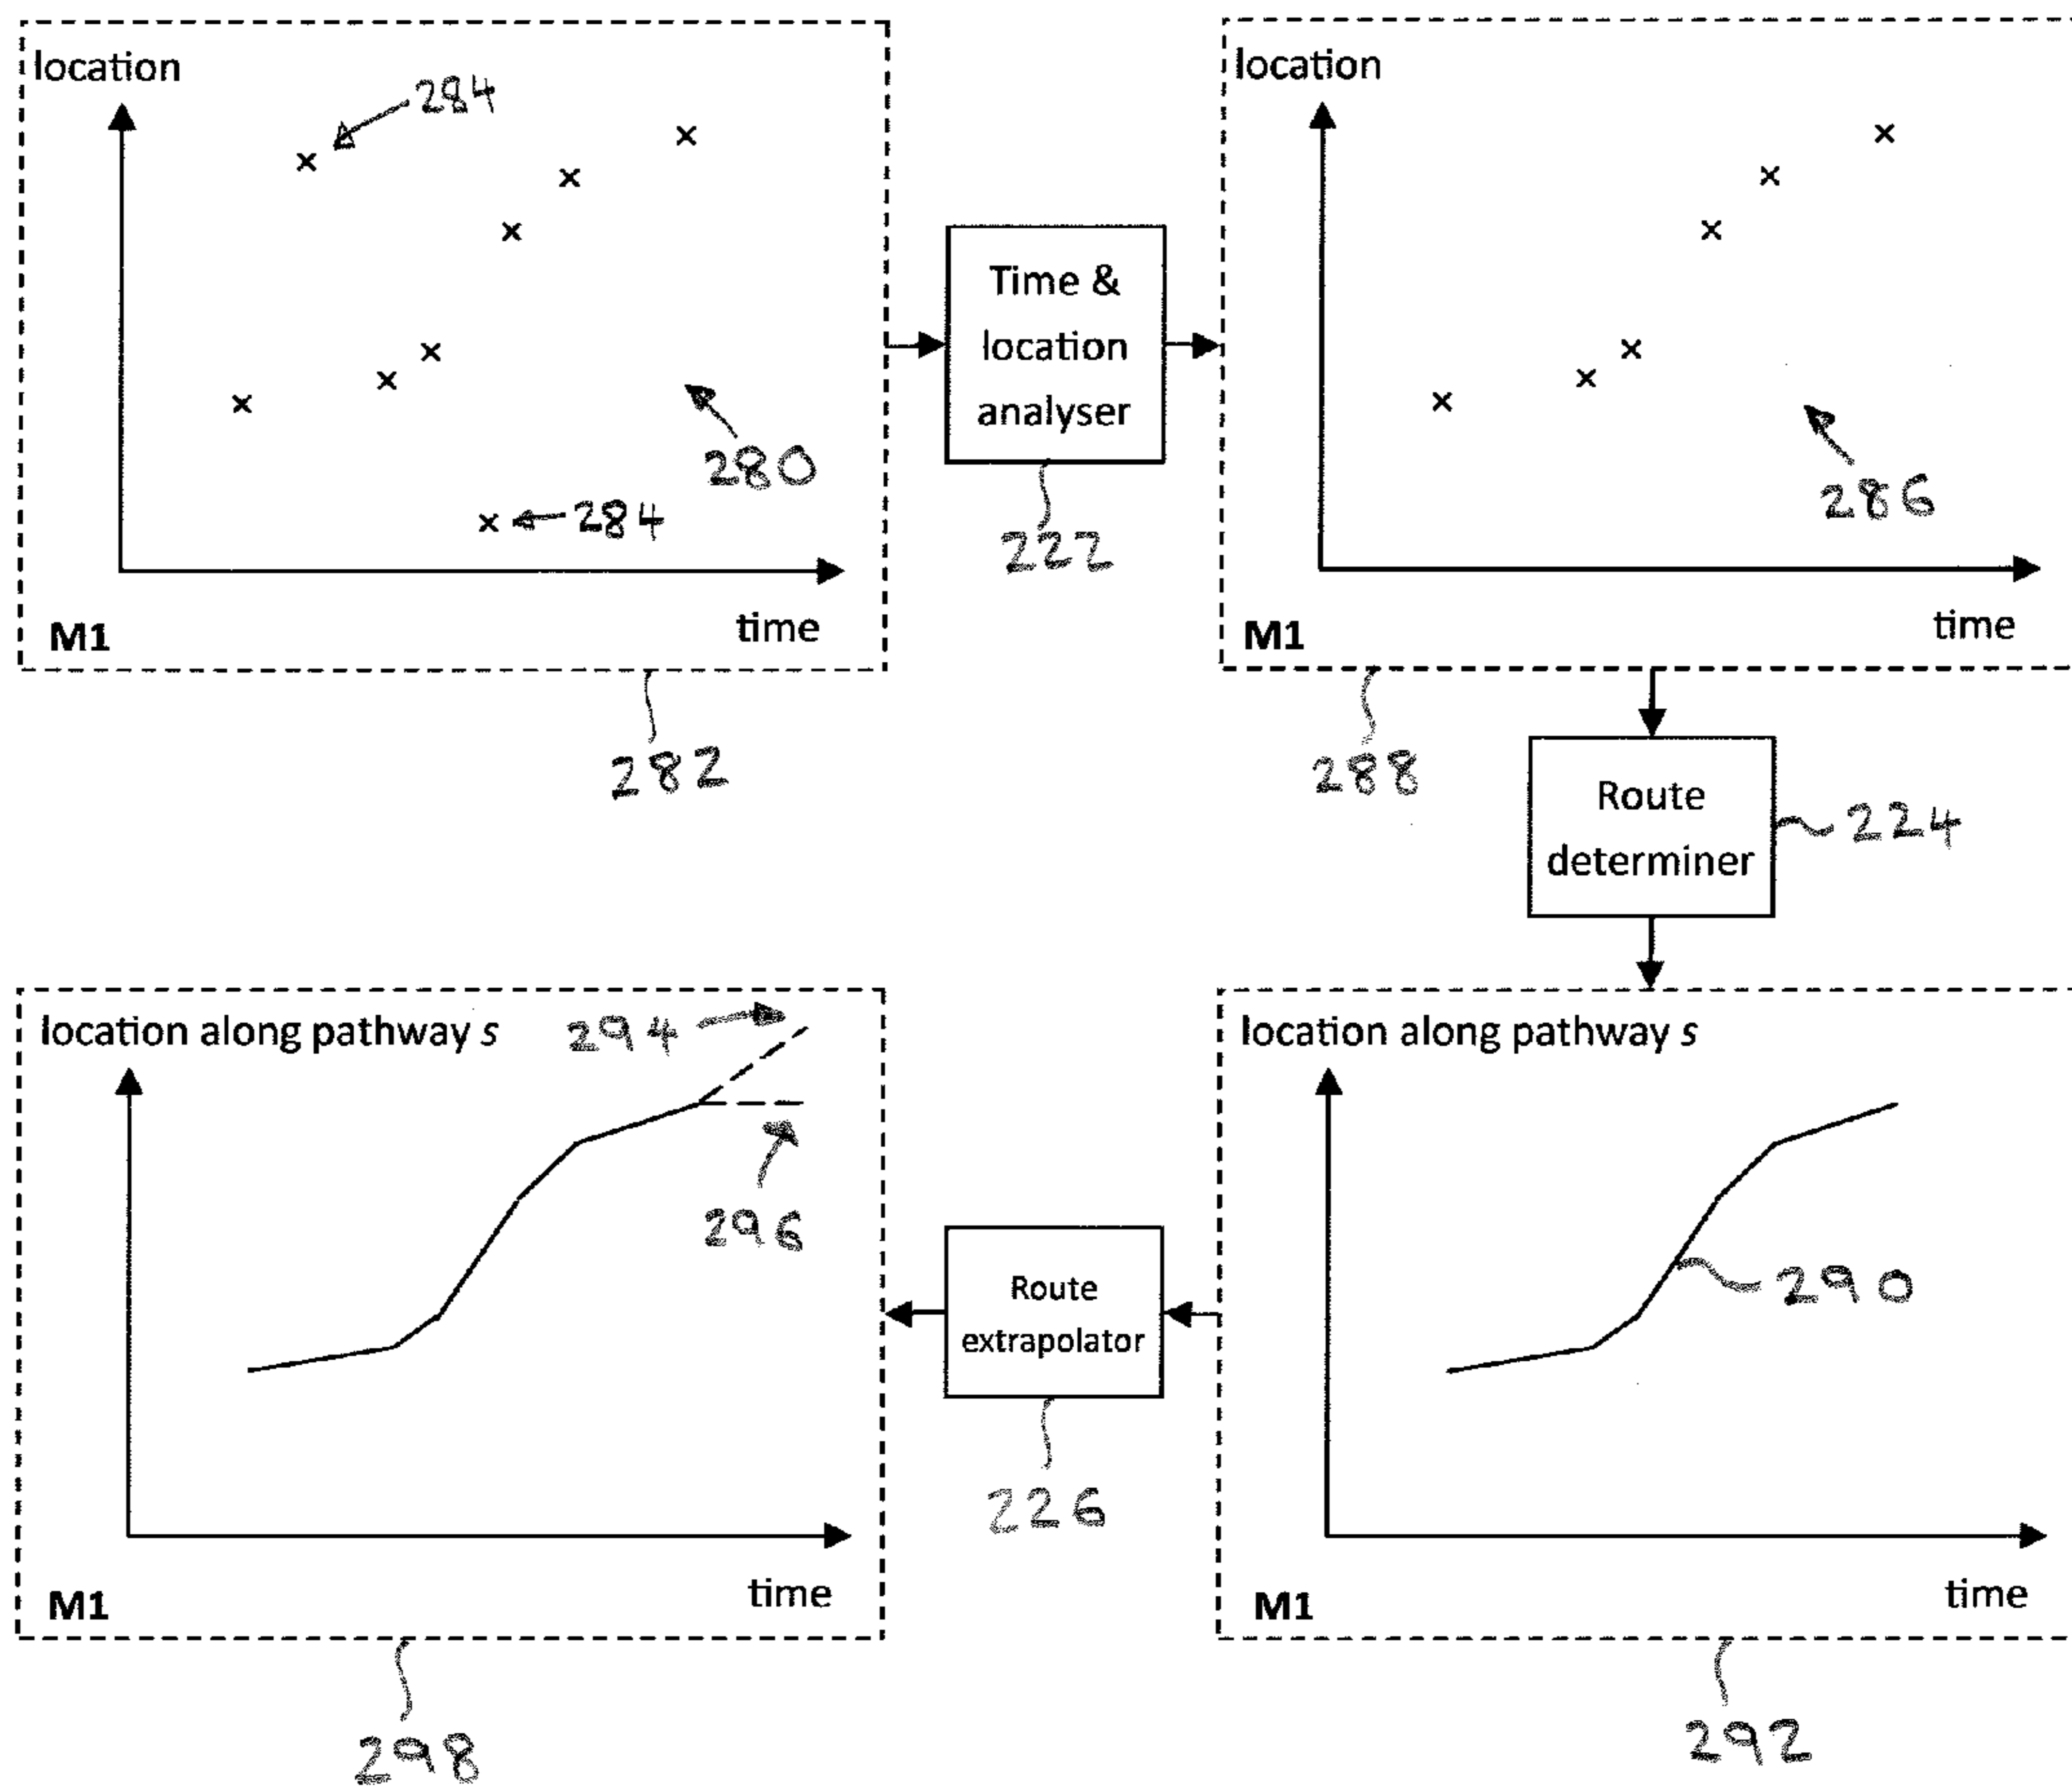 location
284
280
284
time
M1
282
Time &
location
analyser
222
location
286
time
M1
288
Route
determiner
224
location along pathway s
290
time
M1
292
Route
extrapolator
226
location along pathway s
294
296
time
M1
298